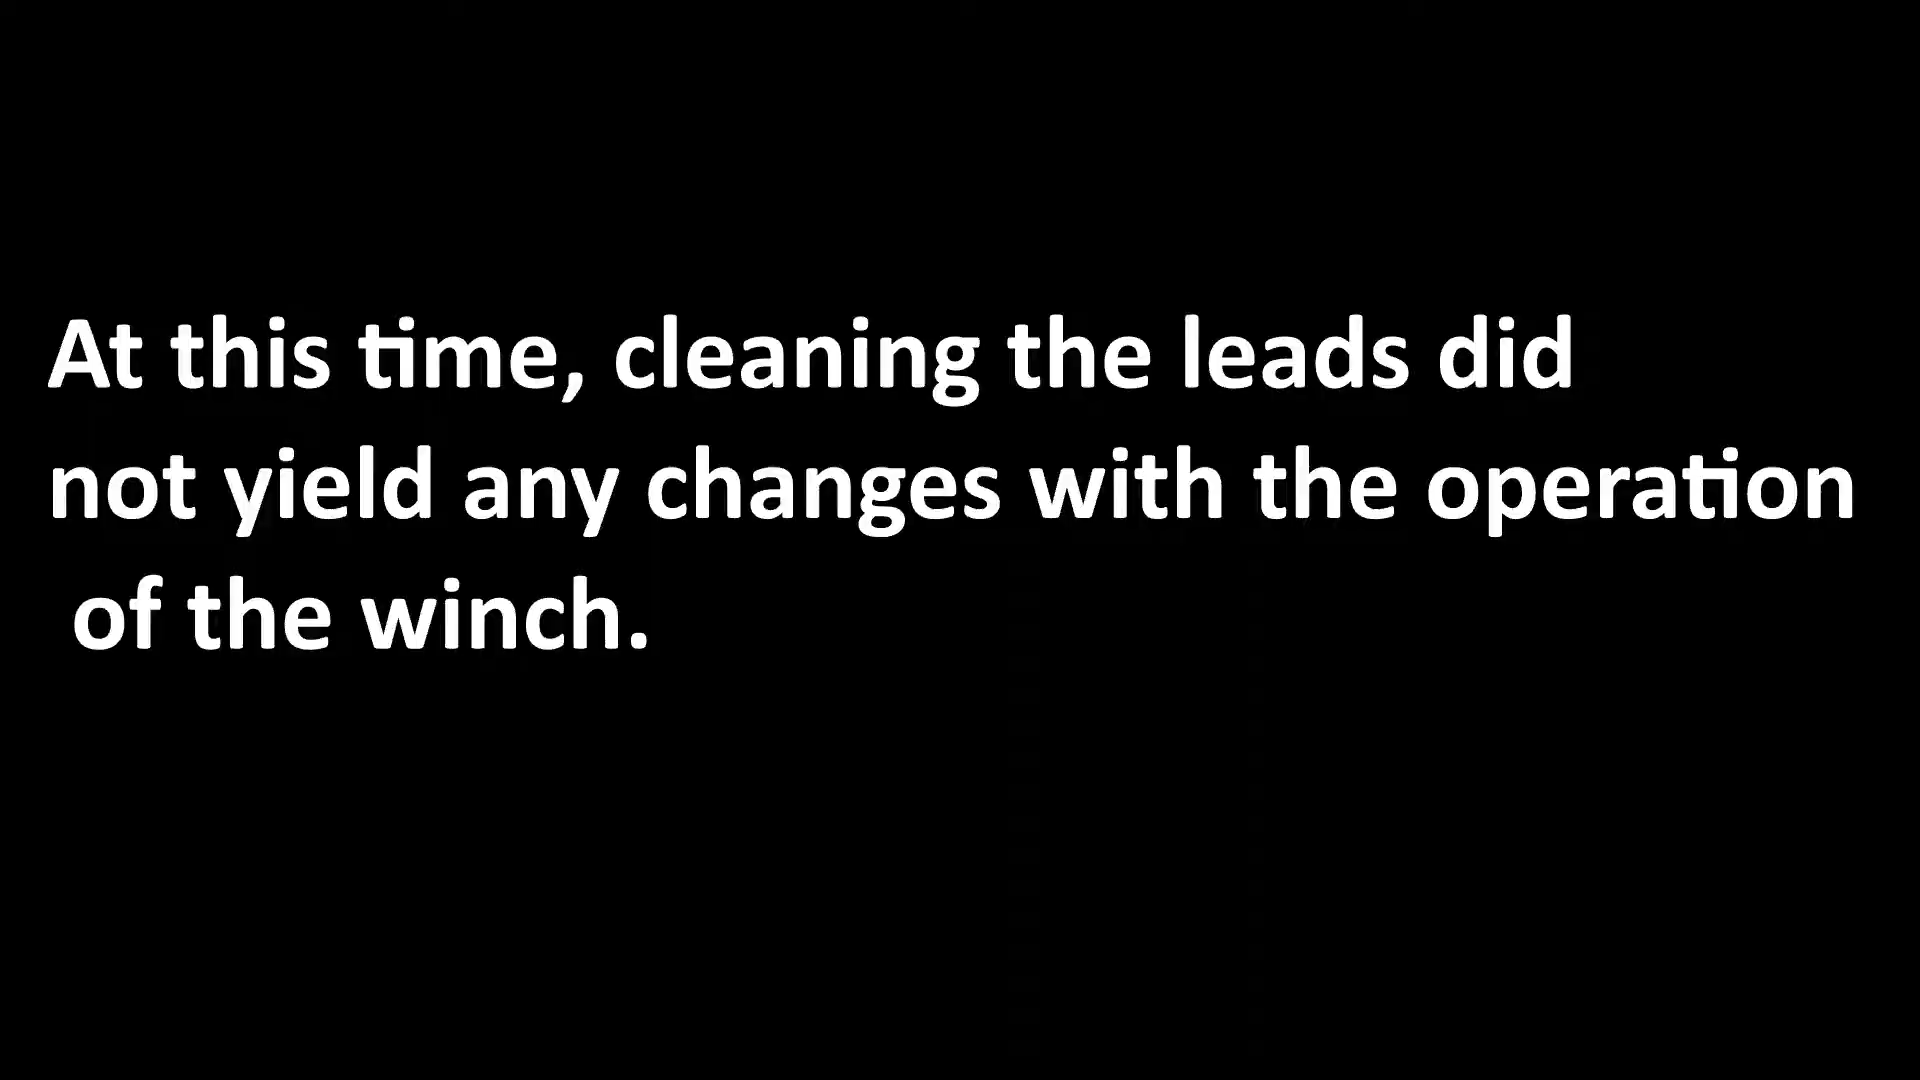 At this time, cleaning the leads did
not yield any changes with the operation
of the winch.